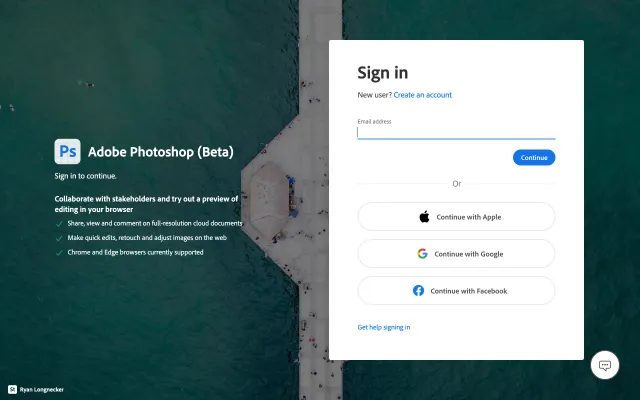 Ps Adobe Photoshop (Beta)
Sign in to continue.
Collaborate with stakeholders and try out a preview of
editing in your browser
Share, view and comment on full-resolution cloud documents
Make quick edits, retouch and adjust images on the web
Chrome and Edge browsers currently supported
St Ryan Longnecker
Sign in
New user? Create an account
Email address
Continue
Or
Continue with Apple
Continue with Google
Continue with Facebook
Get help signing in